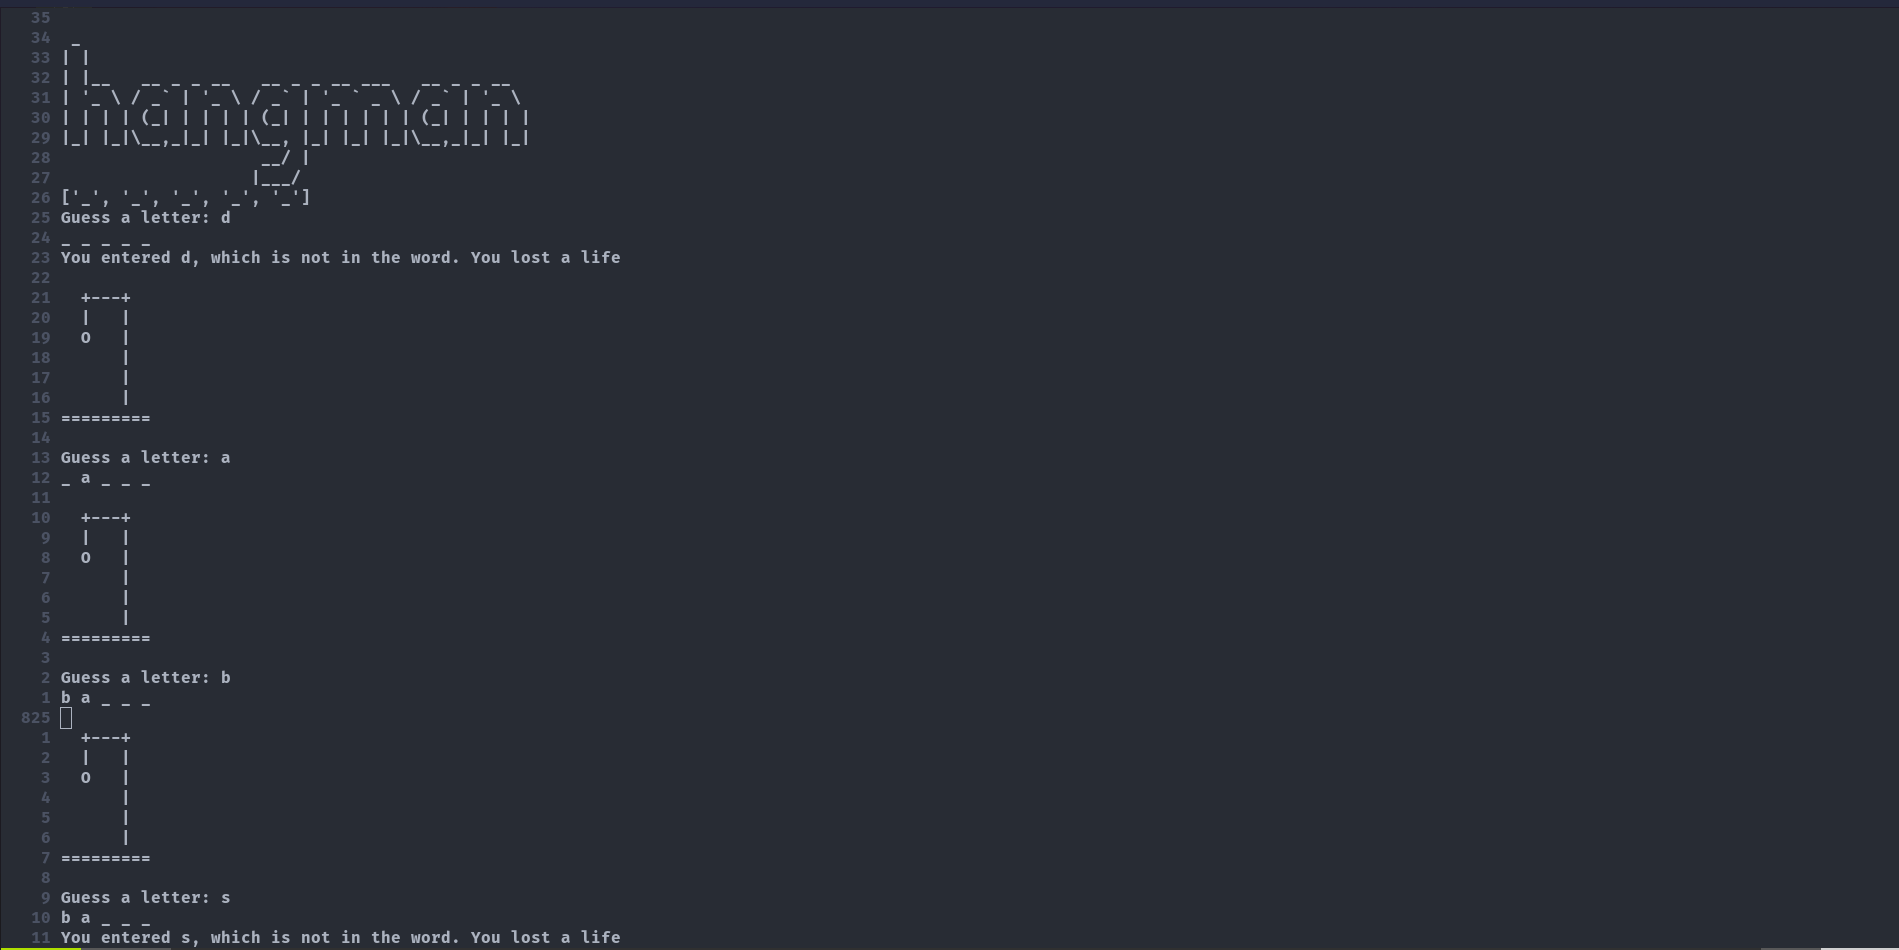 35
34  _
33 | |
32 | |__   __ _ _ __   __ _ _ __ ___   __ _ _ __
31 | '_ \ / _` | '_ \ / _` | '_ ` _ \ / _` | '_ \
30 | | | | (_| | | | | (_| | | | | | | (_| | | | |
29 |_| |_|\__,_|_| |_|\__, |_| |_| |_|\__,_|_| |_|
28                     __/ |
27                    |___/
26 ['_', '_', '_', '_', '_']
25 Guess a letter: d
24 _ _ _ _ _
23 You entered d, which is not in the word. You lost a life
22
21   +---+
20   |   |
19   O   |
18       |
17       |
16       |
15 =========
14
13 Guess a letter: a
12 _ a _ _ _
11
10   +---+
9   |   |
8   O   |
7       |
6       |
5       |
4 =========
3
2 Guess a letter: b
1 b a _ _ _
825
1   +---+
2   |   |
3   O   |
4       |
5       |
6       |
7 =========
8
9 Guess a letter: s
10 b a _ _ _
11 You entered s, which is not in the word. You lost a life